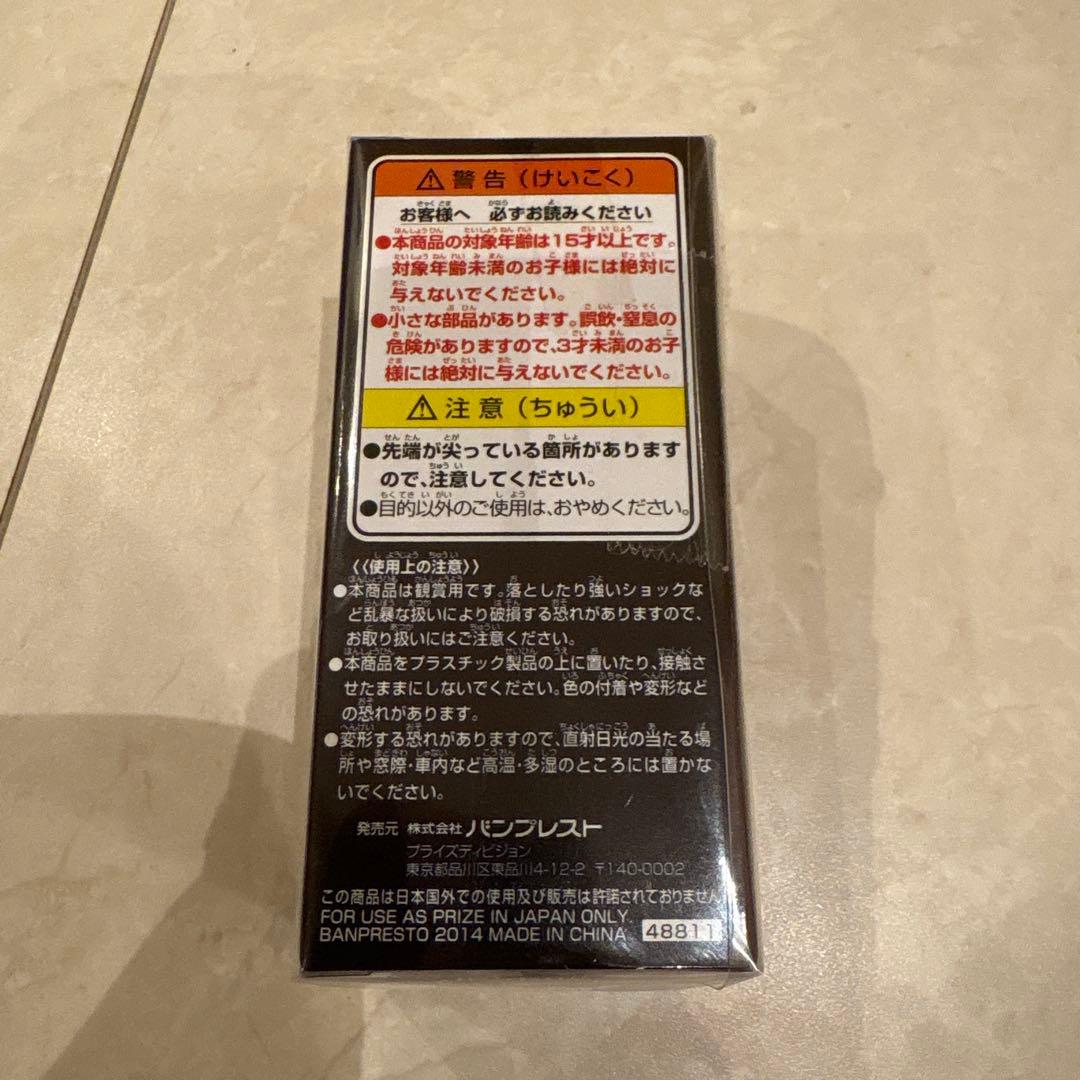 ⚠警告（けいこく）
お客様へ 必ずお読みください
●本商品の対象年齢は15才以上です。
対象年齢未満のお子様には絶対に
与えないでください。
●小さな部品があります。誤飲・窒息の
危険がありますので、3才未満のお子
様には絶対に与えないでください。
⚠注意（ちゅうい）
●先端が尖っている箇所があります
ので、注意してください。
●目的以外のご使用は、おやめください。
《使用上の注意》
●本商品は観賞用です。落としたり強いショックな
ど乱暴な扱いにより破損する恐れがありますので、
お取り扱いにはご注意ください。
●本商品をプラスチック製品の上に置いたり、接触さ
せたままにしないでください。色の付着や変形など
の恐れがあります。
●変形する恐れがありますので、直射日光の当たる場
所や窓際・車内など高温・多湿のところには置かな
いでください。
発売元 株式会社 バンプレスト
プライズディビジョン
東京都品川区東品川4-12-2 〒140-0002
この商品は日本国外での使用及び販売は許諾されておりません
FOR USE AS PRIZE IN JAPAN ONLY.
BANPRESTO 2014 MADE IN CHINA 48811